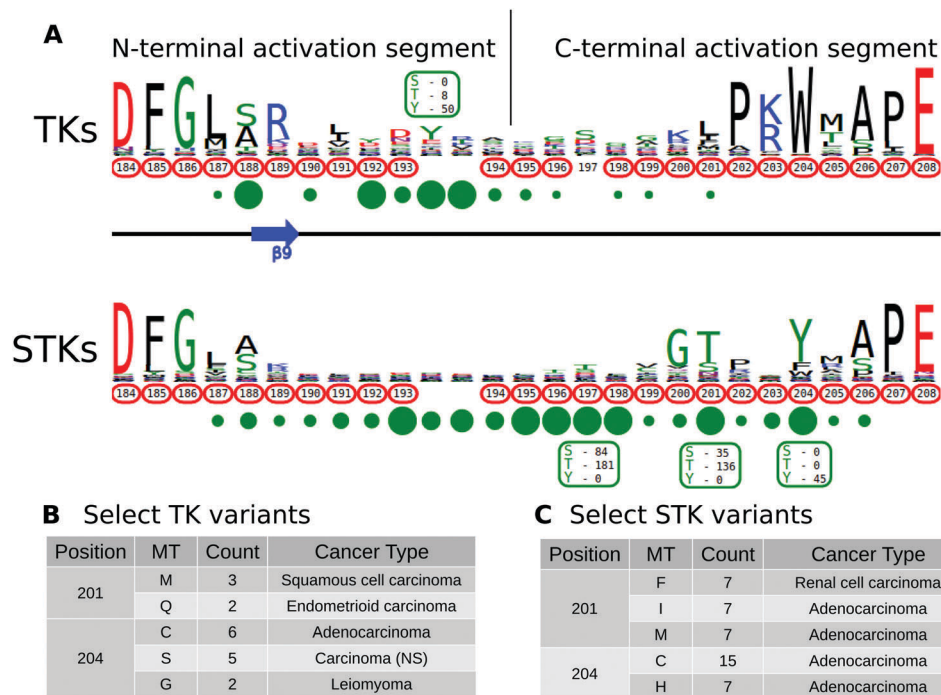 A
N-terminal activation segment
C-terminal activation segment
S - 0
T - 8
Y - 50
TKs
D F G L S R L D Y P K W M A P E
M A R T
184 185 186 187 188 189 190 191 192 193 194 195 196 197 198 199 200 201 202 203 204 205 206 207 208
β9
STKs
D F G L A G T P Y M A P E
S R S F S
184 185 186 187 188 189 190 191 192 193 194 195 196 197 198 199 200 201 202 203 204 205 206 207 208
S - 84
T - 181
Y - 0
S - 35
T - 136
Y - 0
S - 0
T - 0
Y - 45
B Select TK variants
Position MT Count Cancer Type
201 M 3 Squamous cell carcinoma
Q 2 Endometrioid carcinoma
204 C 6 Adenocarcinoma
S 5 Carcinoma (NS)
G 2 Leiomyoma
C Select STK variants
Position MT Count Cancer Type
201 F 7 Renal cell carcinoma
I 7 Adenocarcinoma
M 7 Adenocarcinoma
204 C 15 Adenocarcinoma
H 7 Adenocarcinoma